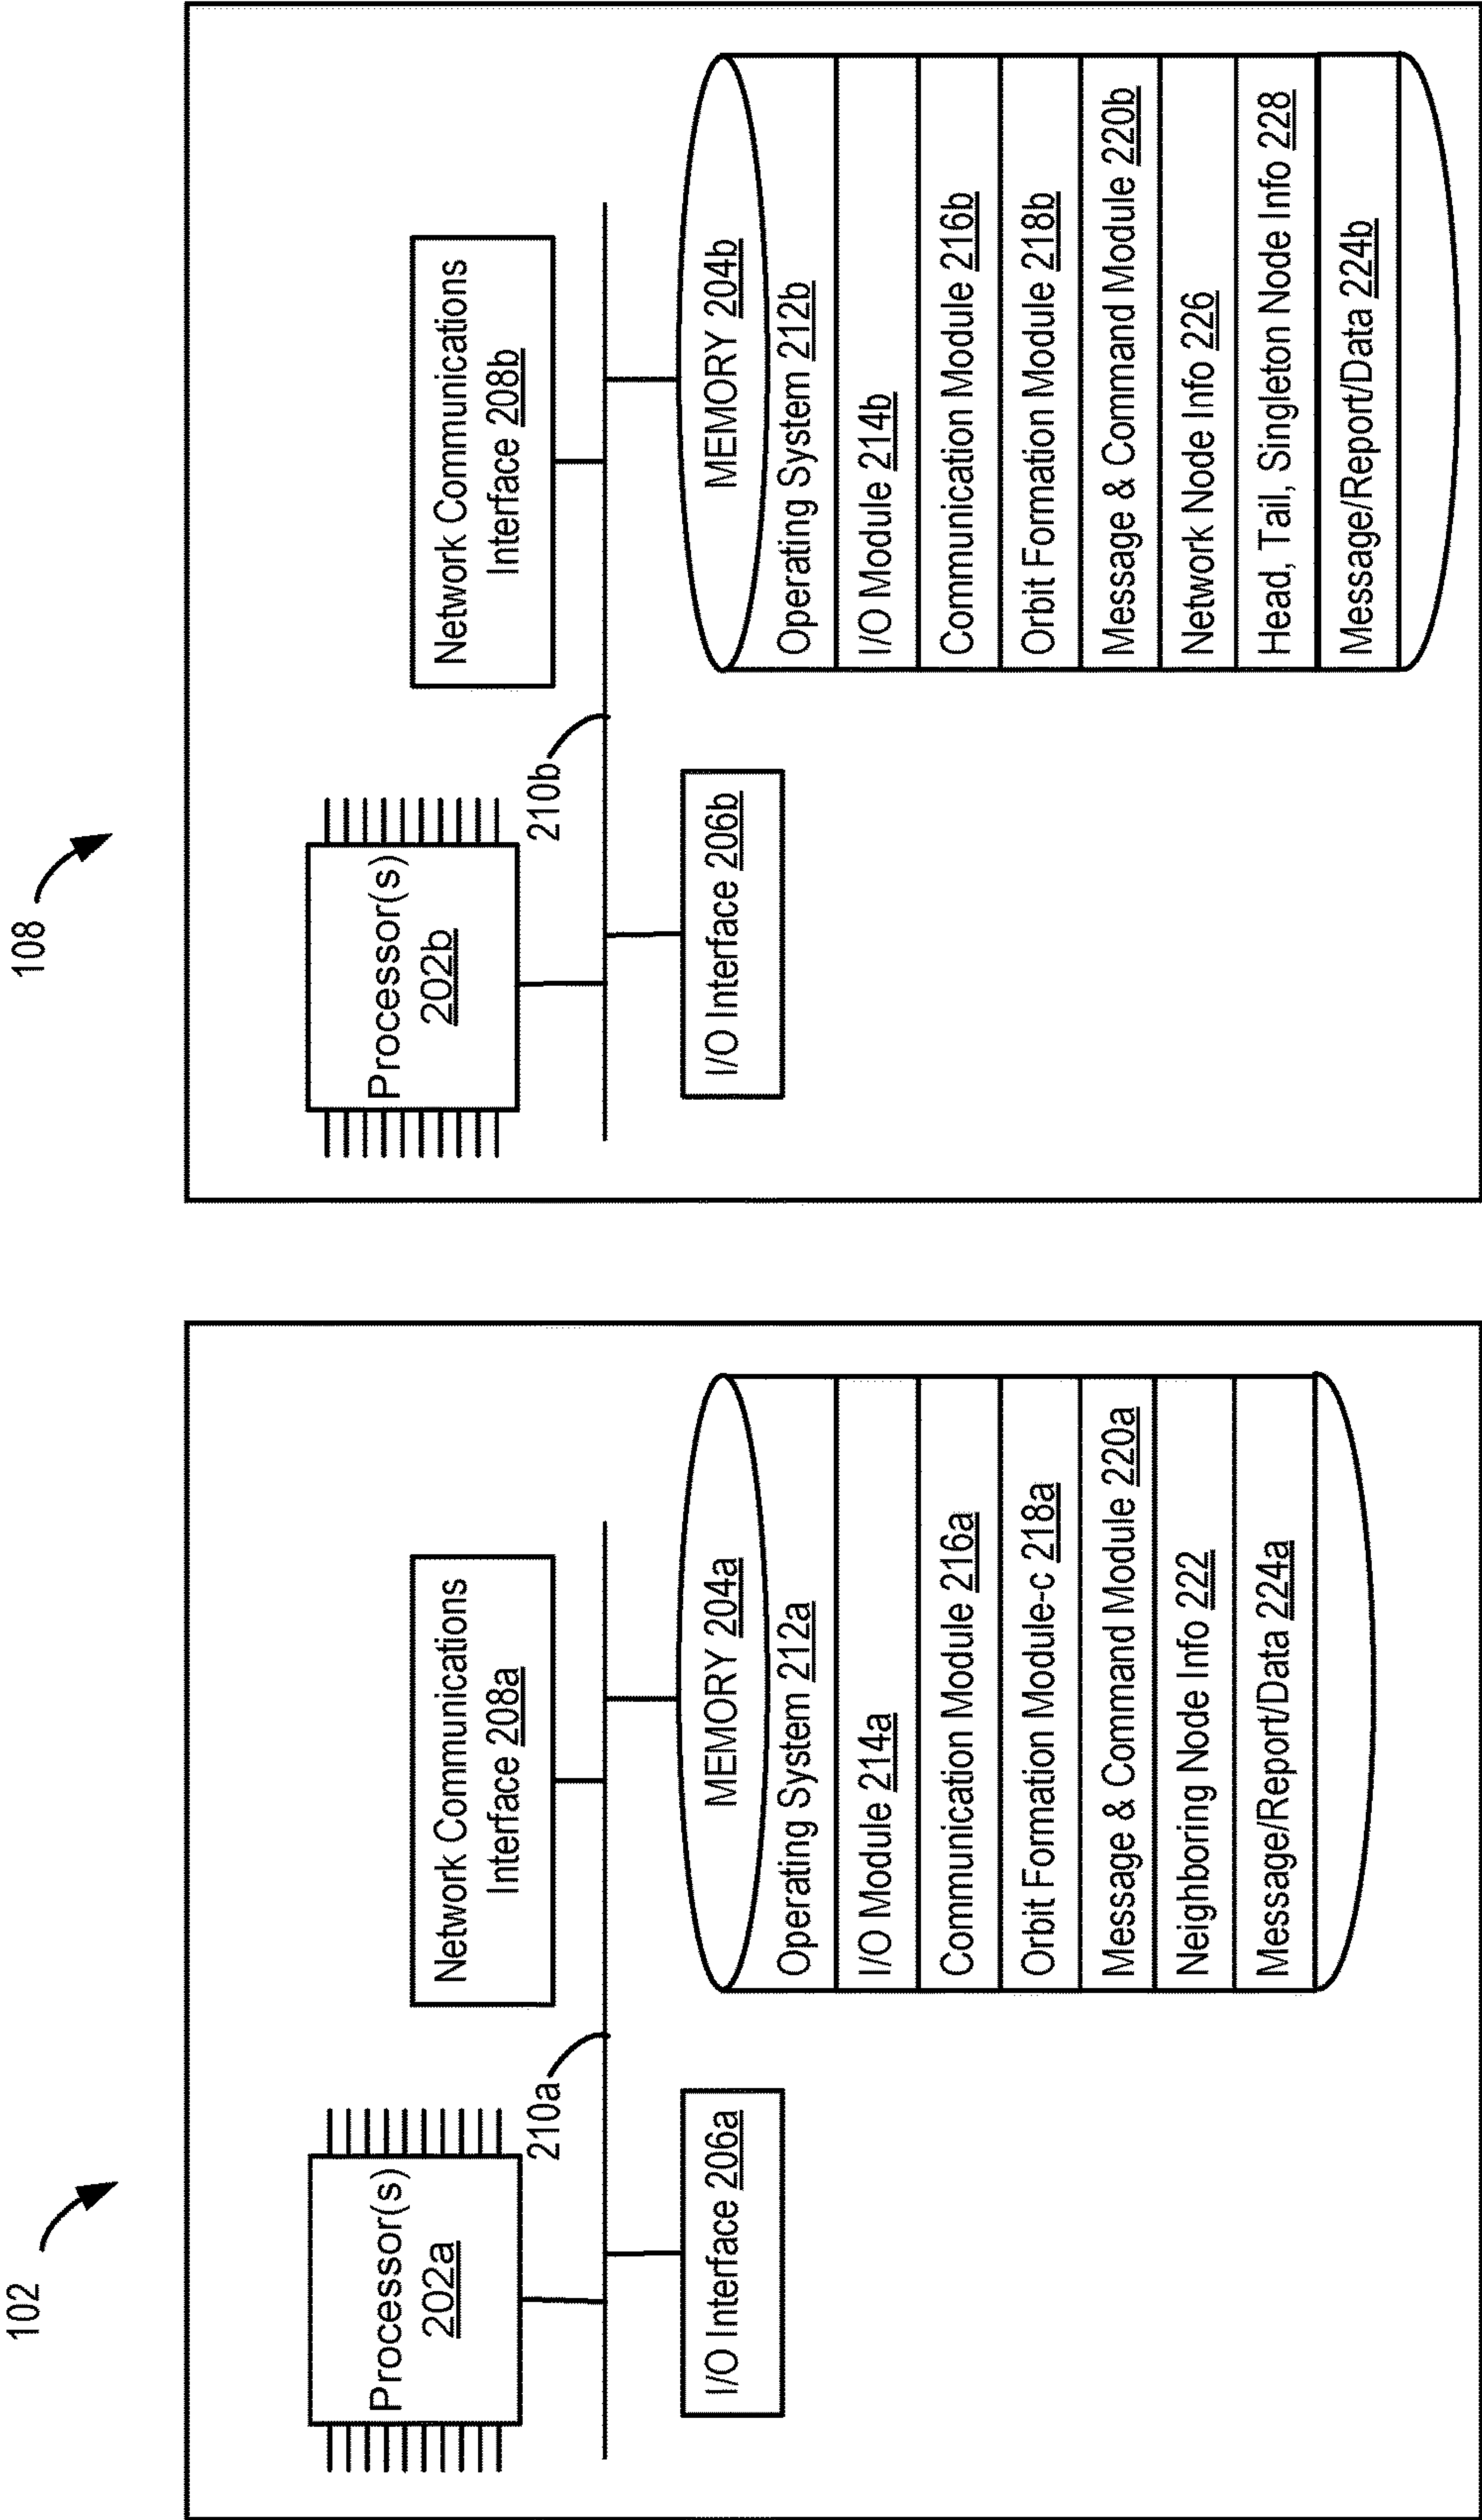 102
Processor(s)
202a
Network Communications
Interface 208a
210a
I/O Interface 206a
MEMORY 204a
Operating System 212a
I/O Module 214a
Communication Module 216a
Orbit Formation Module-c 218a
Message & Command Module 220a
Neighboring Node Info 222
Message/Report/Data 224a
108
Processor(s)
202b
Network Communications
Interface 208b
210b
I/O Interface 206b
MEMORY 204b
Operating System 212b
I/O Module 214b
Communication Module 216b
Orbit Formation Module 218b
Message & Command Module 220b
Network Node Info 226
Head, Tail, Singleton Node Info 228
Message/Report/Data 224b